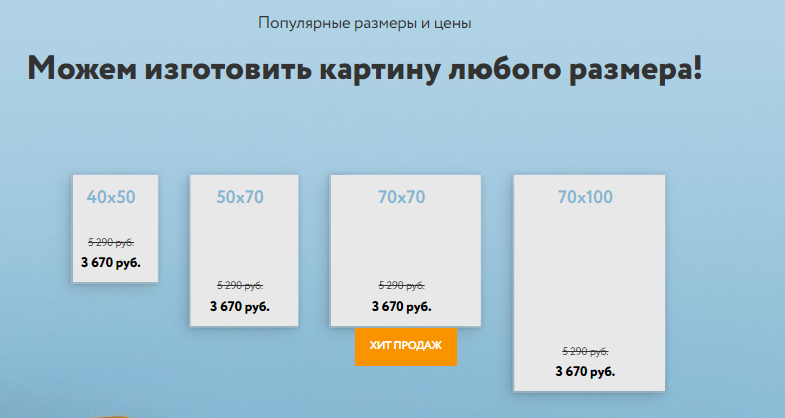 Популярные размеры и цены
Можем изготовить картину любого размера!
40x50
5 290 руб.
3 670 руб.
50x70
5 290 руб.
3 670 руб.
70x70
5 290 руб.
3 670 руб.
ХИТ ПРОДАЖ
70x100
5 290 руб.
3 670 руб.